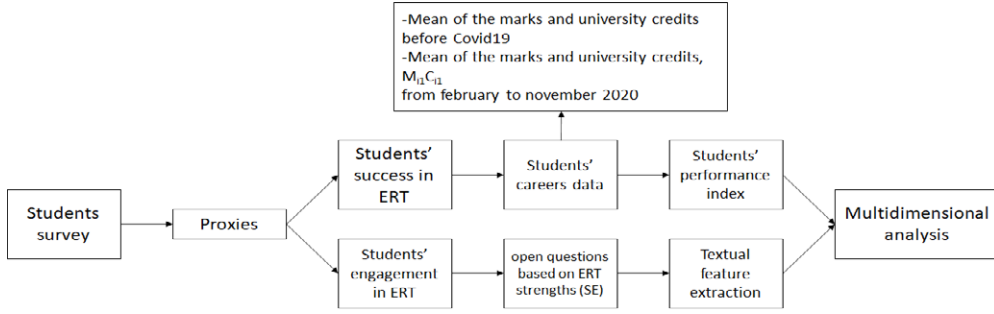 -Mean of the marks and university credits
before Covid19
-Mean of the marks and university credits,
Mi1Ci1
from february to november 2020
Students'
success in
ERT
Students'
careers data
Students'
performance
index
Students
survey
Proxies
Multidimensional
analysis
Students'
engagement
in ERT
open questions
based on ERT
strengths (SE)
Textual
feature
extraction